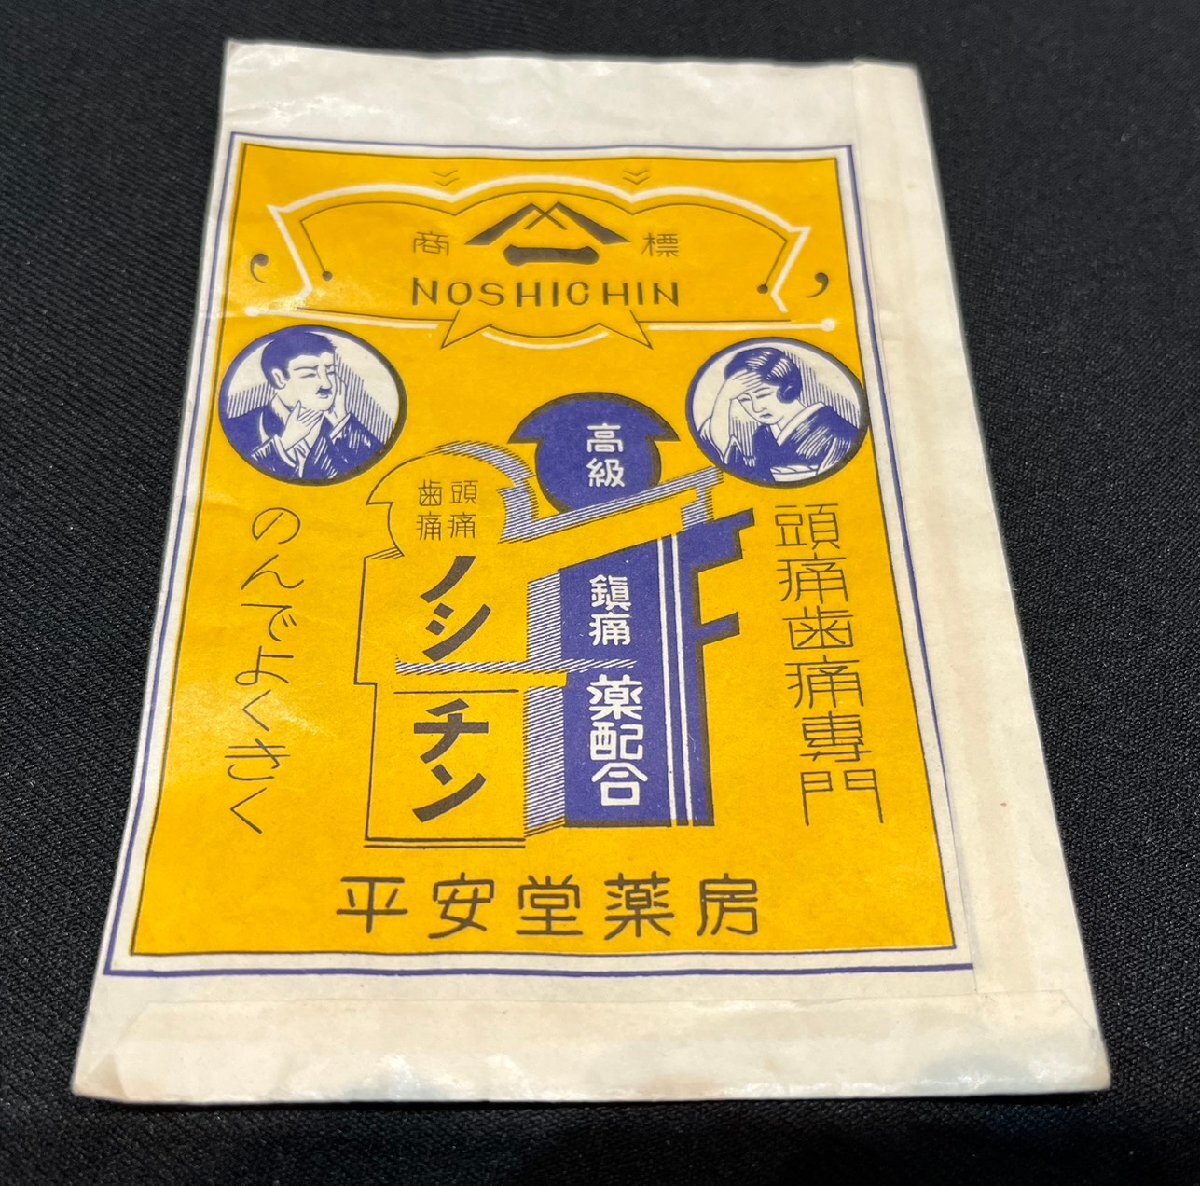 商標
NOSHICHIN
高級
鎮痛
薬配合
頭痛
歯痛
ノシチン
頭痛歯痛専門
のんでよくきく
平安堂薬房